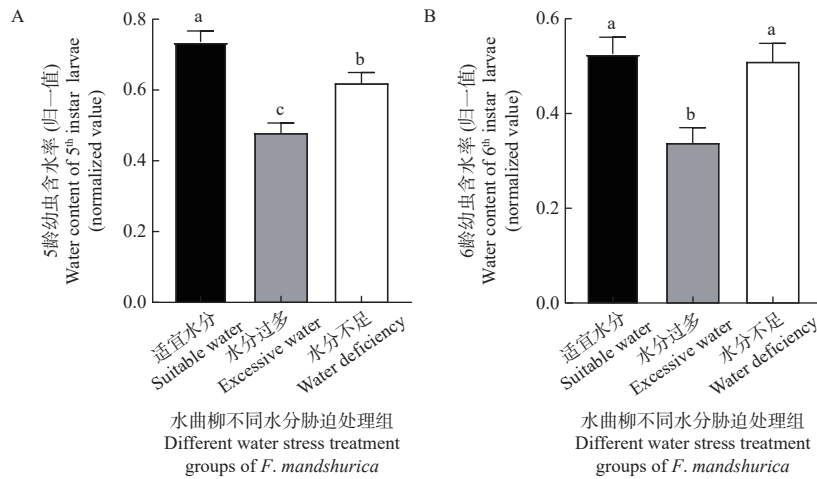 A
5龄幼虫含水率 (归一值)
Water content of 5th instar larvae
(normalized value)
0.8
0.6
0.4
0.2
0.0
a
c
b
适宜水分
Suitable water
水分过多
Excessive water
水分不足
Water deficiency
水曲柳不同水分胁迫处理组
Different water stress treatment
groups of F. mandshurica
B
6龄幼虫含水率 (归一值)
Water content of 6th instar larvae
(normalized value)
0.6
0.4
0.2
0.0
a
b
a
适宜水分
Suitable water
水分过多
Excessive water
水分不足
Water deficiency
水曲柳不同水分胁迫处理组
Different water stress treatment
groups of F. mandshurica